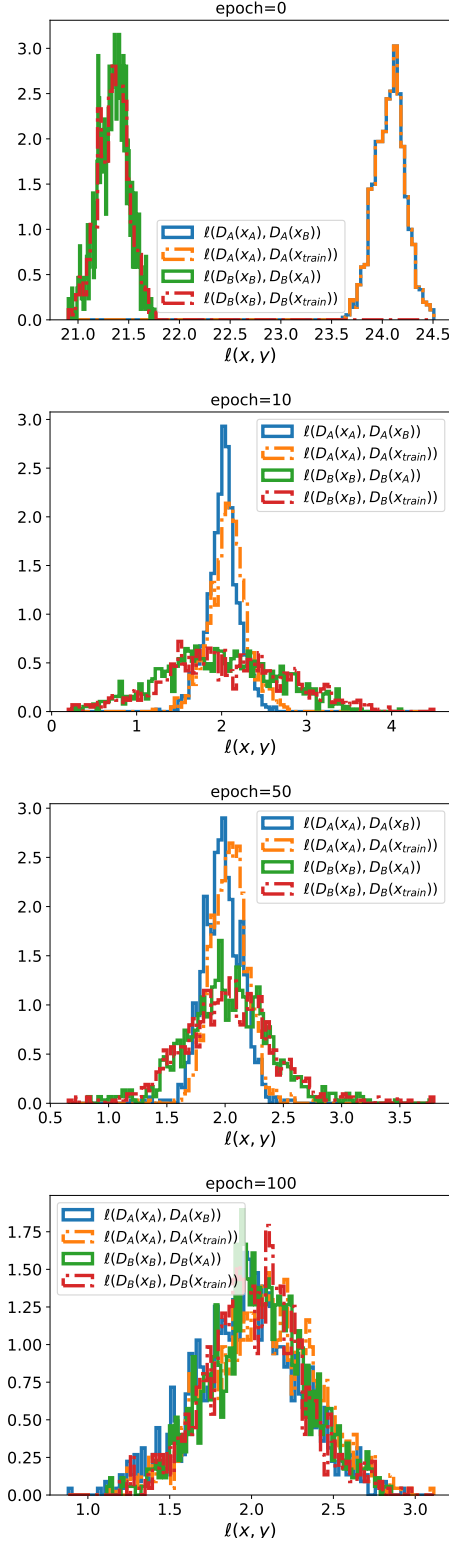 epoch=0
3.0
2.5
2.0
1.5
1.0
0.5
0.0
ℓ(D_A(x_A), D_A(x_B))
ℓ(D_A(x_A), D_A(x_train))
ℓ(D_B(x_B), D_B(x_A))
ℓ(D_B(x_B), D_B(x_train))
21.0 21.5 22.0 22.5 23.0 23.5 24.0 24.5
ℓ(x, y)
epoch=10
3.0
2.5
2.0
1.5
1.0
0.5
0.0
ℓ(D_A(x_A), D_A(x_B))
ℓ(D_A(x_A), D_A(x_train))
ℓ(D_B(x_B), D_B(x_A))
ℓ(D_B(x_B), D_B(x_train))
0 1 2 3 4
ℓ(x, y)
epoch=50
3.0
2.5
2.0
1.5
1.0
0.5
0.0
ℓ(D_A(x_A), D_A(x_B))
ℓ(D_A(x_A), D_A(x_train))
ℓ(D_B(x_B), D_B(x_A))
ℓ(D_B(x_B), D_B(x_train))
0.5 1.0 1.5 2.0 2.5 3.0 3.5
ℓ(x, y)
epoch=100
1.75
1.50
1.25
1.00
0.75
0.50
0.25
0.00
ℓ(D_A(x_A), D_A(x_B))
ℓ(D_A(x_A), D_A(x_train))
ℓ(D_B(x_B), D_B(x_A))
ℓ(D_B(x_B), D_B(x_train))
1.0 1.5 2.0 2.5 3.0
ℓ(x, y)